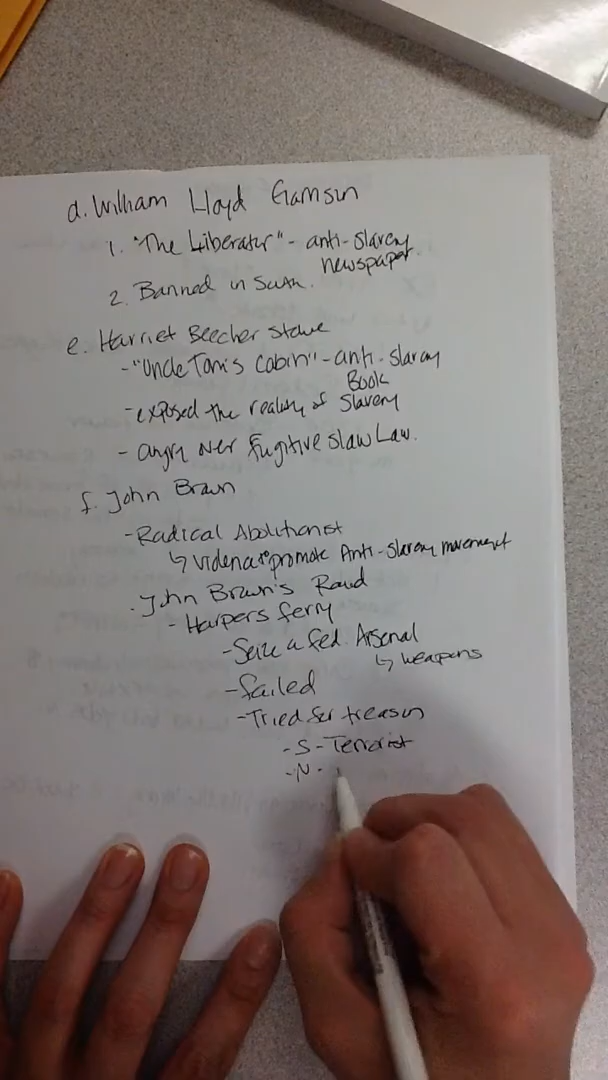 d. William Lloyd Garrison
1. "The Liberator" - anti-slavery
newspaper
2. Banned in South.
e. Harriet Beecher Stowe
- "Uncle Tom's Cabin" - anti-slavery
Book
- exposed the reality of slavery
- angry over Fugitive Slave Law.
f. John Brown
- Radical Abolitionist
↳ violence to promote Anti-slavery movement
. John Brown's Raid
- Harpers ferry
- Seize a fed. Arsenal
↳ weapons
- failed
- Tried for treason
- S - Terrorist
- N -